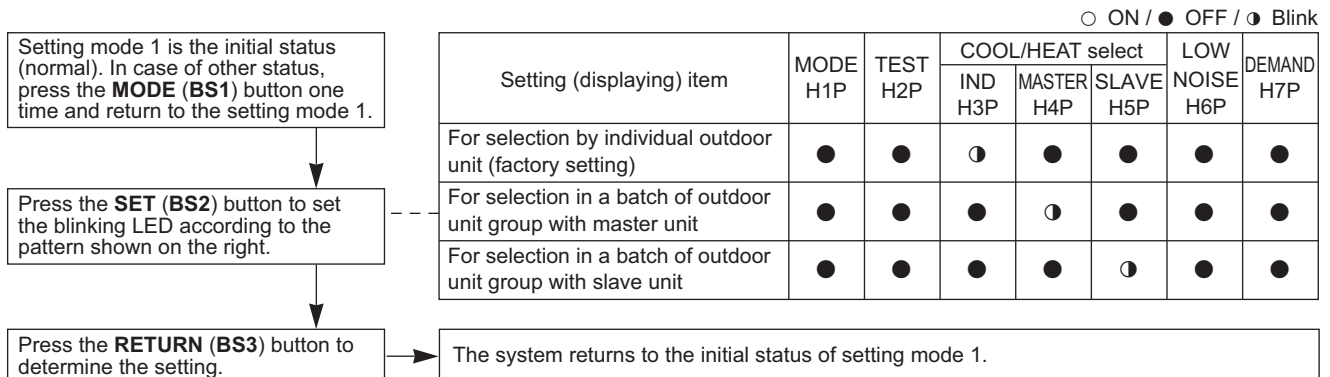 ○ ON / ● OFF / ◑ Blink
Setting mode 1 is the initial status
(normal). In case of other status,
press the MODE (BS1) button one
time and return to the setting mode 1.
Press the SET (BS2) button to set
the blinking LED according to the
pattern shown on the right.
Press the RETURN (BS3) button to
determine the setting.
Setting (displaying) item
MODE
H1P
TEST
H2P
COOL/HEAT select
IND
H3P
MASTER
H4P
SLAVE
H5P
LOW
NOISE
H6P
DEMAND
H7P
For selection by individual outdoor
unit (factory setting)
● ● ◑ ● ● ● ●
For selection in a batch of outdoor
unit group with master unit
● ● ● ◑ ● ● ●
For selection in a batch of outdoor
unit group with slave unit
● ● ● ● ◑ ● ●
The system returns to the initial status of setting mode 1.